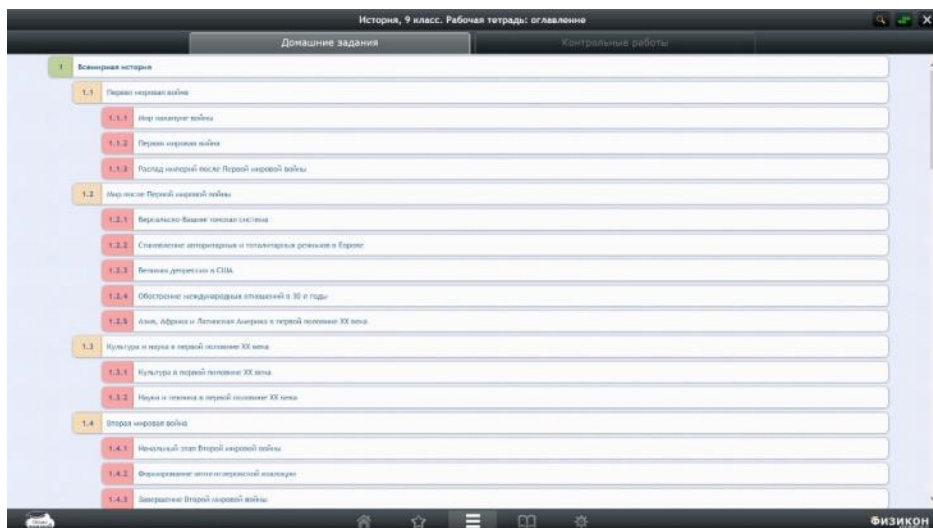 История, 9 класс. Рабочая тетрадь: оглавление
Домашние задания
Контрольные работы
1 Всемирная история
1.1 Первая мировая война
1.1.1 Мир накануне войны
1.1.2 Первая мировая война
1.1.3 Распад империй после Первой мировой войны
1.2 Мир после Первой мировой войны
1.2.1 Версальско-Вашингтонская система
1.2.2 Становление авторитарных и тоталитарных режимов в Европе
1.2.3 Великая депрессия в США
1.2.4 Обострение международных отношений в 30-е годы
1.2.5 Азия, Африка и Латинская Америка в первой половине XX века
1.3 Культура и наука в первой половине XX века
1.3.1 Культура в первой половине XX века
1.3.2 Наука и техника в первой половине XX века
1.4 Вторая мировая война
1.4.1 Начальный этап Второй мировой войны
1.4.2 Формирование антигитлеровской коалиции
1.4.3 Завершение Второй мировой войны
Физикон